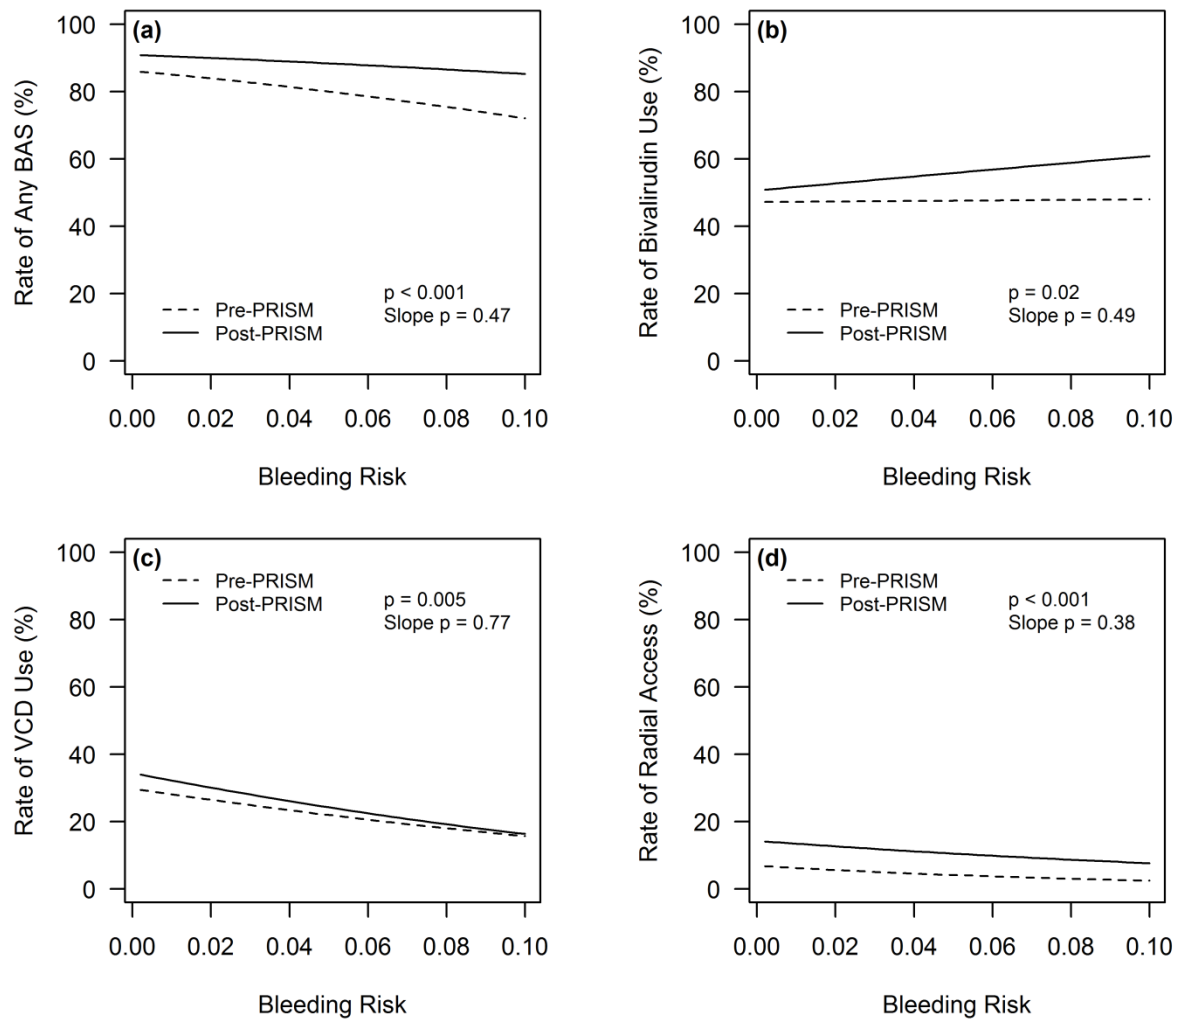 (a)
Rate of Any BAS (%)
100
80
60
40
20
0
p < 0.001
Slope p = 0.47
Pre-PRISM
Post-PRISM
0.00 0.02 0.04 0.06 0.08 0.10
Bleeding Risk
(b)
Rate of Bivalirudin Use (%)
100
80
60
40
20
0
p = 0.02
Slope p = 0.49
Pre-PRISM
Post-PRISM
0.00 0.02 0.04 0.06 0.08 0.10
Bleeding Risk
(c)
Rate of VCD Use (%)
100
80
60
40
20
0
Pre-PRISM
Post-PRISM
p = 0.005
Slope p = 0.77
0.00 0.02 0.04 0.06 0.08 0.10
Bleeding Risk
(d)
Rate of Radial Access (%)
100
80
60
40
20
0
Pre-PRISM
Post-PRISM
p < 0.001
Slope p = 0.38
0.00 0.02 0.04 0.06 0.08 0.10
Bleeding Risk